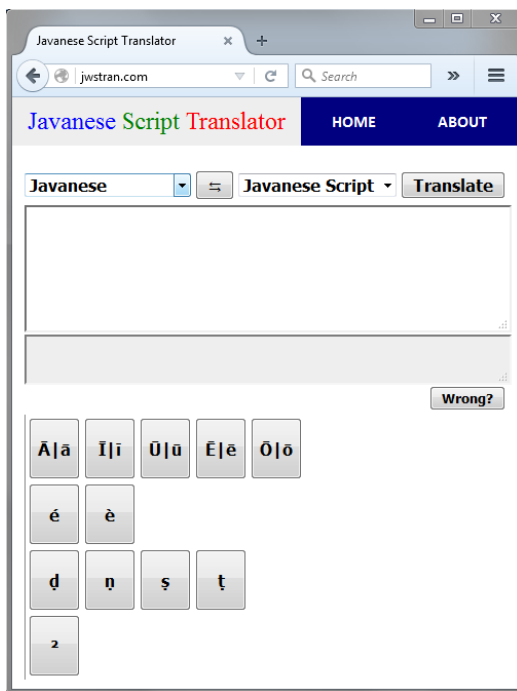 Javanese Script Translator
jwstran.com
Search
Javanese Script Translator HOME ABOUT
Javanese ⇆ Javanese Script Translate
Wrong?
Ā|ā Ī|ī Ū|ū Ē|ē Ō|ō
é è
ḍ ṇ ṣ ṭ
²